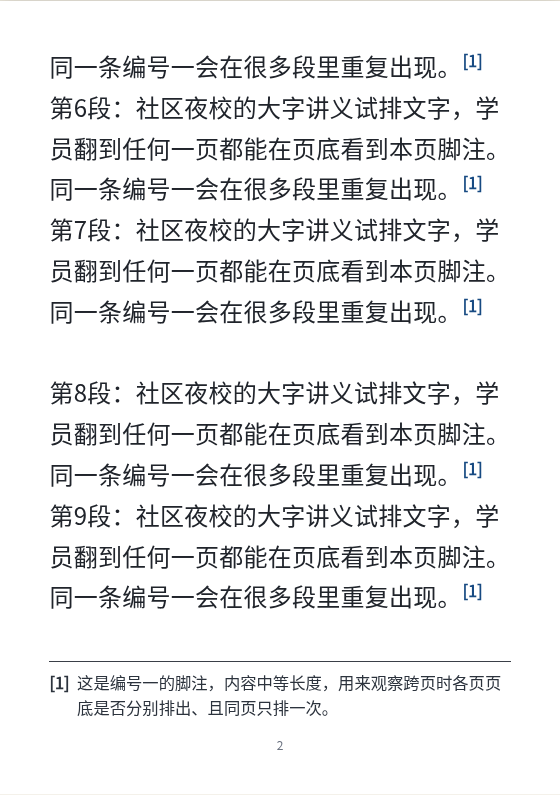 同一条编号一会在很多段里重复出现。[1]
第6段：社区夜校的大字讲义试排文字，学
员翻到任何一页都能在页底看到本页脚注。
同一条编号一会在很多段里重复出现。[1]
第7段：社区夜校的大字讲义试排文字，学
员翻到任何一页都能在页底看到本页脚注。
同一条编号一会在很多段里重复出现。[1]
第8段：社区夜校的大字讲义试排文字，学
员翻到任何一页都能在页底看到本页脚注。
同一条编号一会在很多段里重复出现。[1]
第9段：社区夜校的大字讲义试排文字，学
员翻到任何一页都能在页底看到本页脚注。
同一条编号一会在很多段里重复出现。[1]
[1] 这是编号一的脚注，内容中等长度，用来观察跨页时各页页
底是否分别排出、且同页只排一次。
2